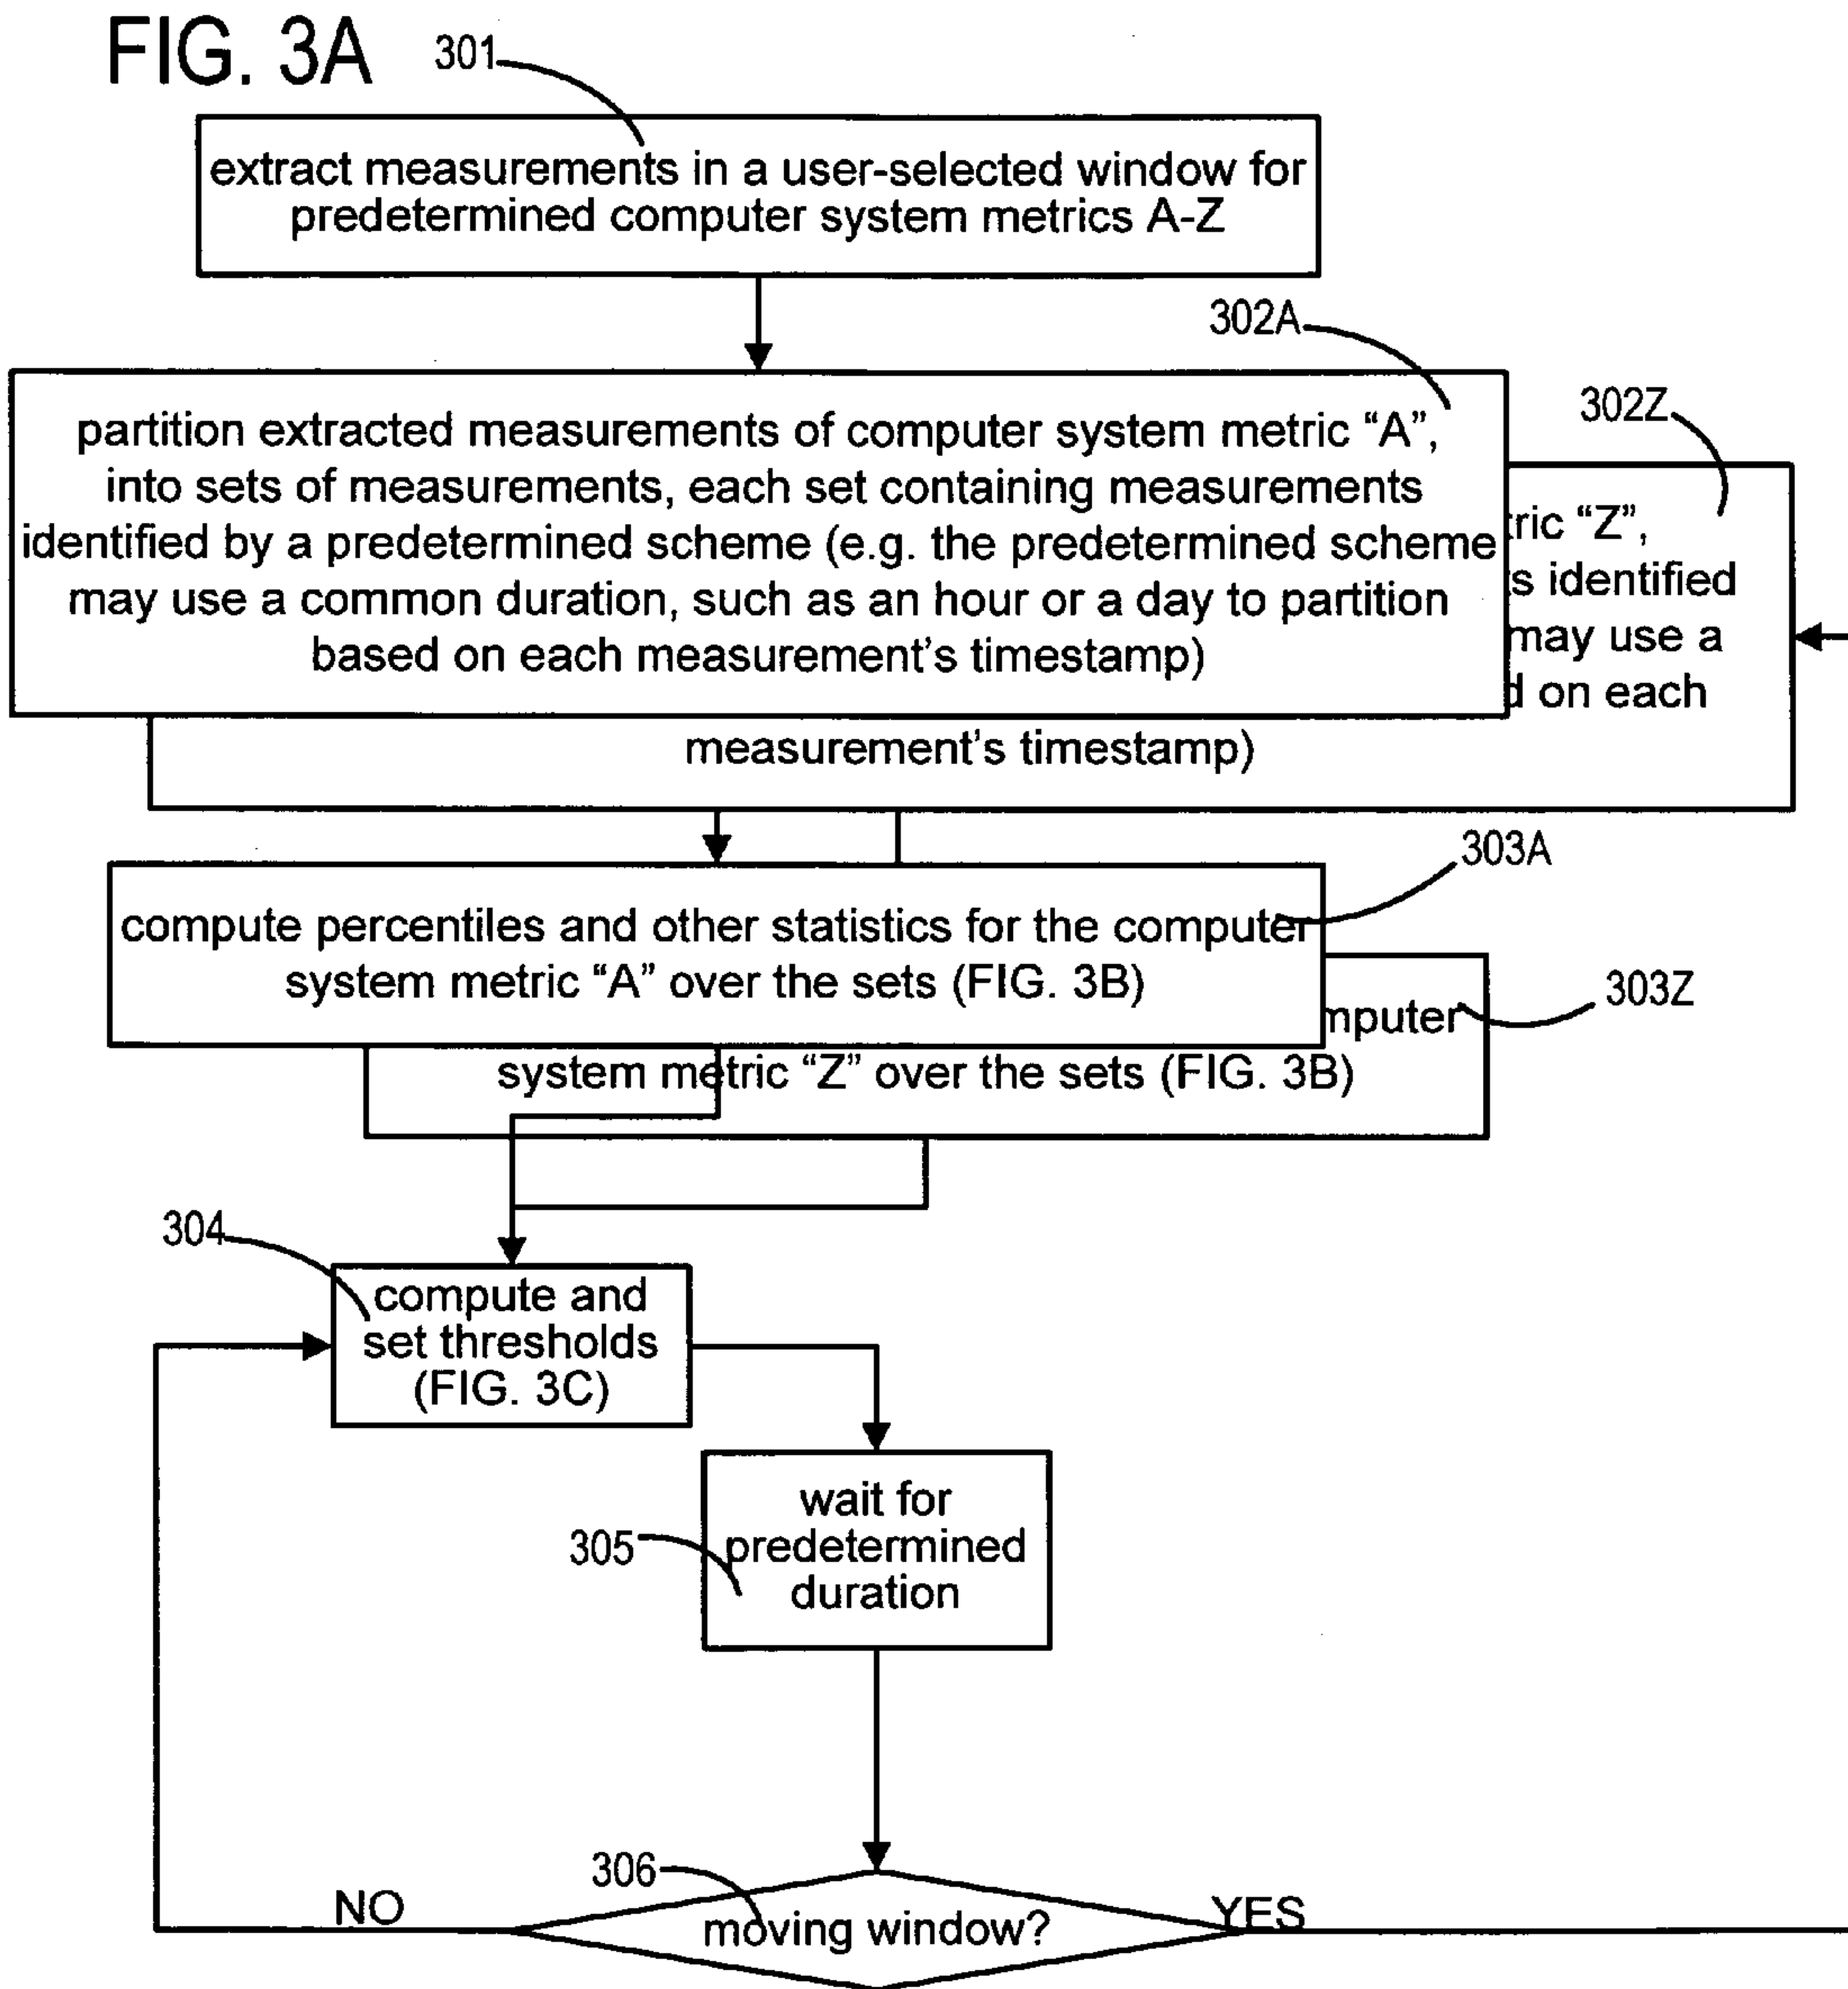 FIG. 3A
301
extract measurements in a user-selected window for
predetermined computer system metrics A-Z
302A
partition extracted measurements of computer system metric “A”,
into sets of measurements, each set containing measurements
identified by a predetermined scheme (e.g. the predetermined scheme
may use a common duration, such as an hour or a day to partition
based on each measurement’s timestamp)
302Z
ric “Z”,
s identified
may use a
d on each
measurement’s timestamp)
303A
compute percentiles and other statistics for the computer
system metric “A” over the sets (FIG. 3B)
303Z
mputer
system metric “Z” over the sets (FIG. 3B)
304
compute and
set thresholds
(FIG. 3C)
305
wait for
predetermined
duration
306
NO
moving window?
YES